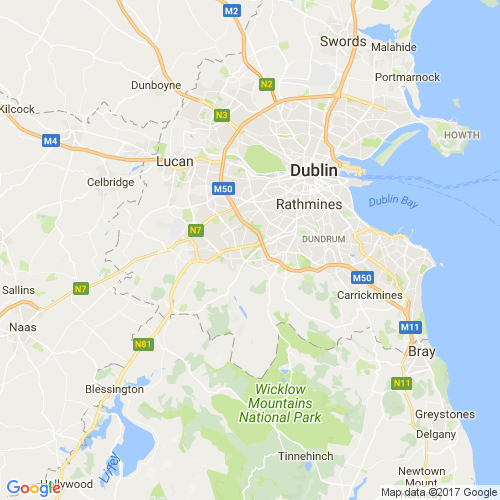 M2
Swords
Malahide
Portmarnock
Dunboyne
N2
Kilcock
N3
HOWTH
M4
Lucan
Dublin
Celbridge
M50
Rathmines
Dublin Bay
N7
DUNDRUM
M50
Sallins
N7
Carrickmines
Naas
M11
N81
Bray
Blessington
Wicklow
Mountains
National Park
N11
Greystones
Delgany
Tinnehinch
Liffey
Newtown
Mount
Hollywood
Google
Map data ©2017 Google